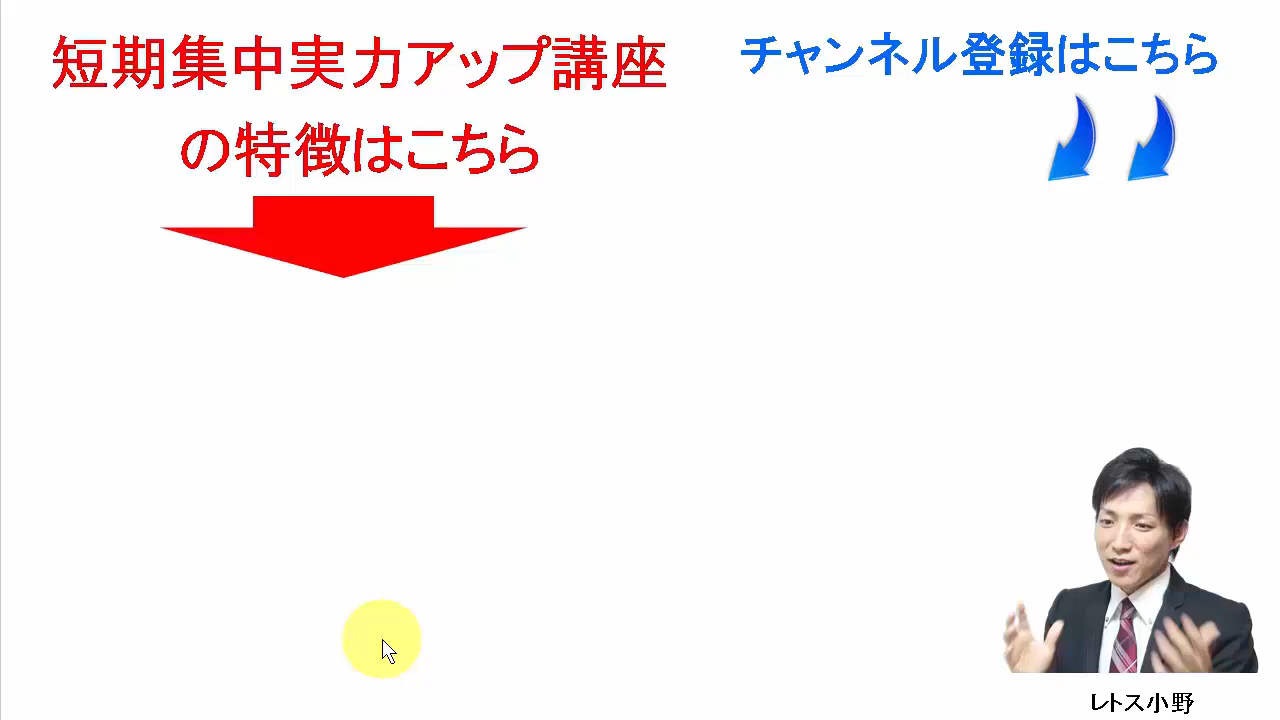 短期集中実力アップ講座
の特徴はこちら
チャンネル登録はこちら
レトス小野